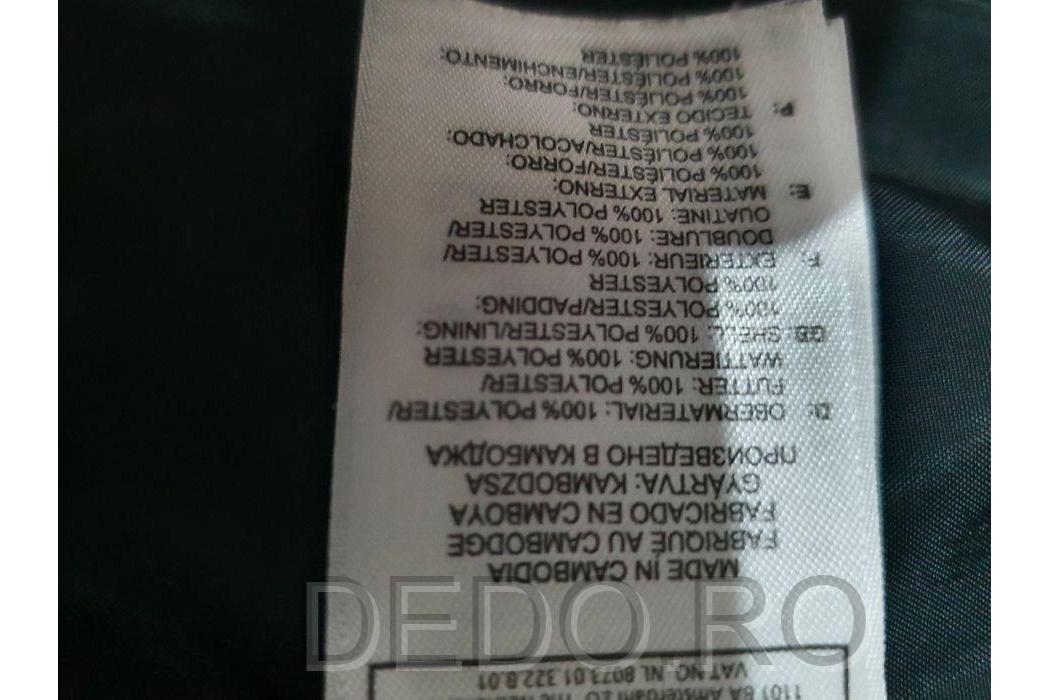 1101 BA Amsterdam ZO, The
VAT NO. NL 8073.01.322.B.01
MADE IN CAMBODIA
FABRIQUÉ AU CAMBODGE
FABRICADO EN CAMBOYA
GYÁRTVA: KAMBODZSA
ПРОИЗВЕДЕНО В КАМБОДЖА
D: OBERMATERIAL: 100% POLYESTER/
FUTTER: 100% POLYESTER/
WATTIERUNG: 100% POLYESTER
GB: SHELL: 100% POLYESTER/LINING:
100% POLYESTER/PADDING:
100% POLYESTER
F: EXTERIEUR: 100% POLYESTER/
DOUBLURE: 100% POLYESTER/
OUATINE: 100% POLYESTER
E: MATERIAL EXTERNO:
100% POLIÉSTER/FORRO:
100% POLIÉSTER/ACOLCHADO:
100% POLIÉSTER
P: TECIDO EXTERNO:
100% POLIÉSTER/FORRO:
100% POLIÉSTER/ENCHIMENTO:
100% POLIÉSTER
DEDO.RO